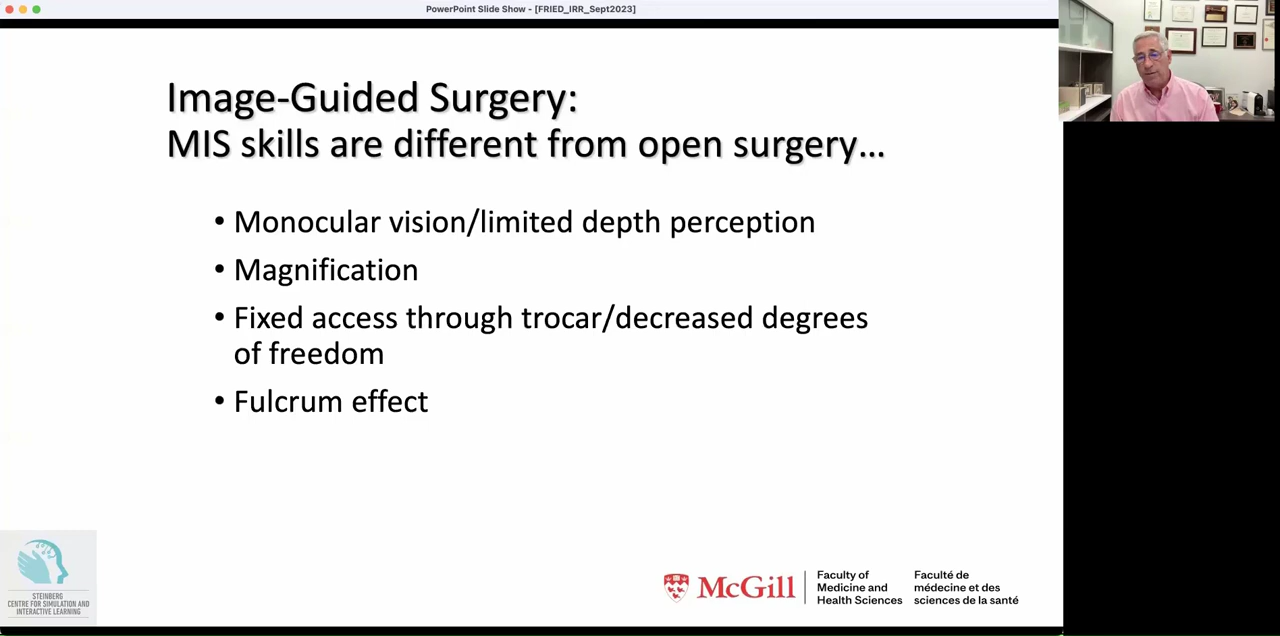 PowerPoint Slide Show - [FRIED_IRR_Sept2023]
Image-Guided Surgery:
MIS skills are different from open surgery…
• Monocular vision/limited depth perception
• Magnification
• Fixed access through trocar/decreased degrees
of freedom
• Fulcrum effect
STEINBERG
CENTRE FOR SIMULATION AND
INTERACTIVE LEARNING
McGill
Faculty of
Medicine and
Health Sciences
Faculté de
médecine et des
sciences de la santé